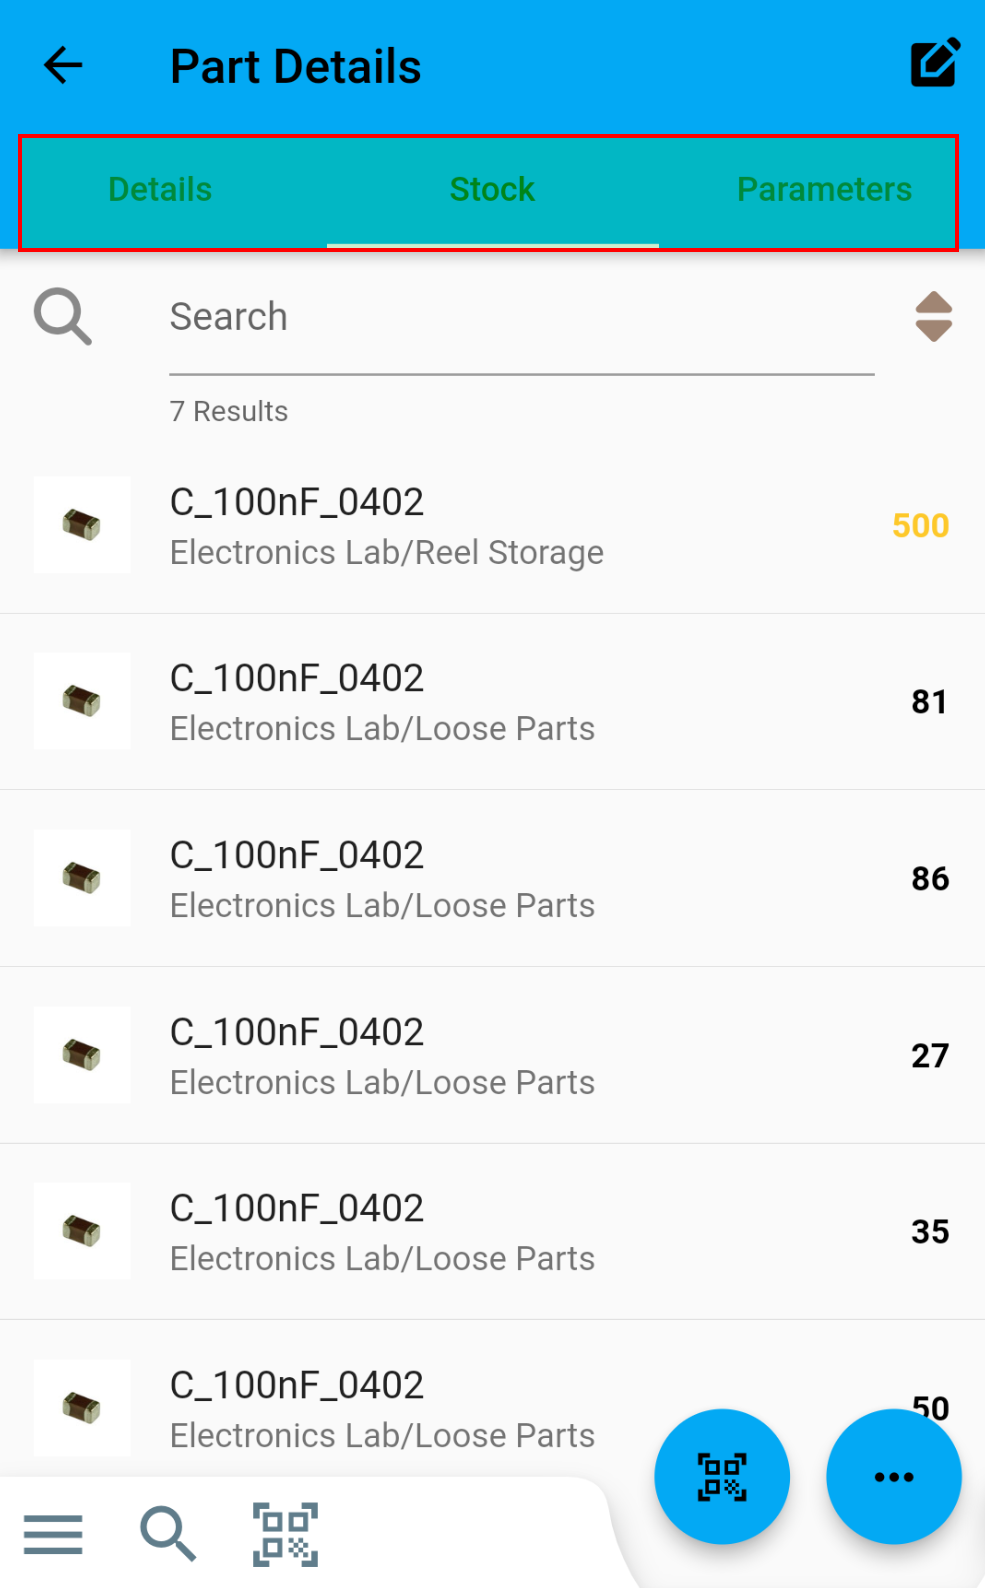 Part Details
Details Stock Parameters
Search
7 Results
C_100nF_0402
Electronics Lab/Reel Storage
500
C_100nF_0402
Electronics Lab/Loose Parts
81
C_100nF_0402
Electronics Lab/Loose Parts
86
C_100nF_0402
Electronics Lab/Loose Parts
27
C_100nF_0402
Electronics Lab/Loose Parts
35
C_100nF_0402
Electronics Lab/Loose Parts
50